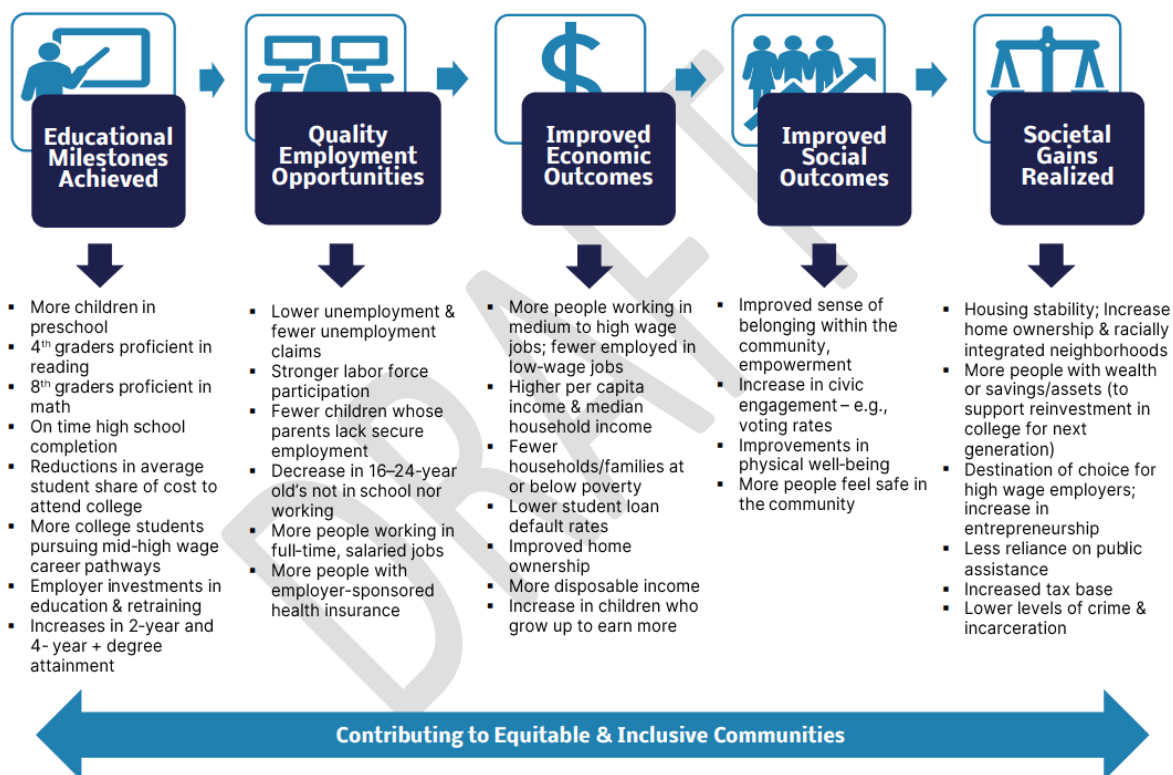 Educational
Milestones
Achieved
Quality
Employment
Opportunities
Improved
Economic
Outcomes
Improved
Social
Outcomes
Societal
Gains
Realized
▪ More children in
preschool
▪ 4th graders proficient in
reading
▪ 8th graders proficient in
math
▪ On time high school
completion
▪ Reductions in average
student share of cost to
attend college
▪ More college students
pursuing mid-high wage
career pathways
▪ Employer investments in
education & retraining
▪ Increases in 2-year and
4- year + degree
attainment
▪ Lower unemployment &
fewer unemployment
claims
▪ Stronger labor force
participation
▪ Fewer children whose
parents lack secure
employment
▪ Decrease in 16–24-year
old's not in school nor
working
▪ More people working in
full-time, salaried jobs
▪ More people with
employer-sponsored
health insurance
▪ More people working in
medium to high wage
jobs; fewer employed in
low-wage jobs
▪ Higher per capita
income & median
household income
▪ Fewer
households/families at
or below poverty
▪ Lower student loan
default rates
▪ Improved home
ownership
▪ More disposable income
▪ Increase in children who
grow up to earn more
▪ Improved sense of
belonging within the
community,
empowerment
▪ Increase in civic
engagement – e.g.,
voting rates
▪ Improvements in
physical well-being
▪ More people feel safe in
the community
▪ Housing stability; Increase
home ownership & racially
integrated neighborhoods
▪ More people with wealth
or savings/assets (to
support reinvestment in
college for next
generation)
▪ Destination of choice for
high wage employers;
increase in
entrepreneurship
▪ Less reliance on public
assistance
▪ Increased tax base
▪ Lower levels of crime &
incarceration
DRAFT
Contributing to Equitable & Inclusive Communities